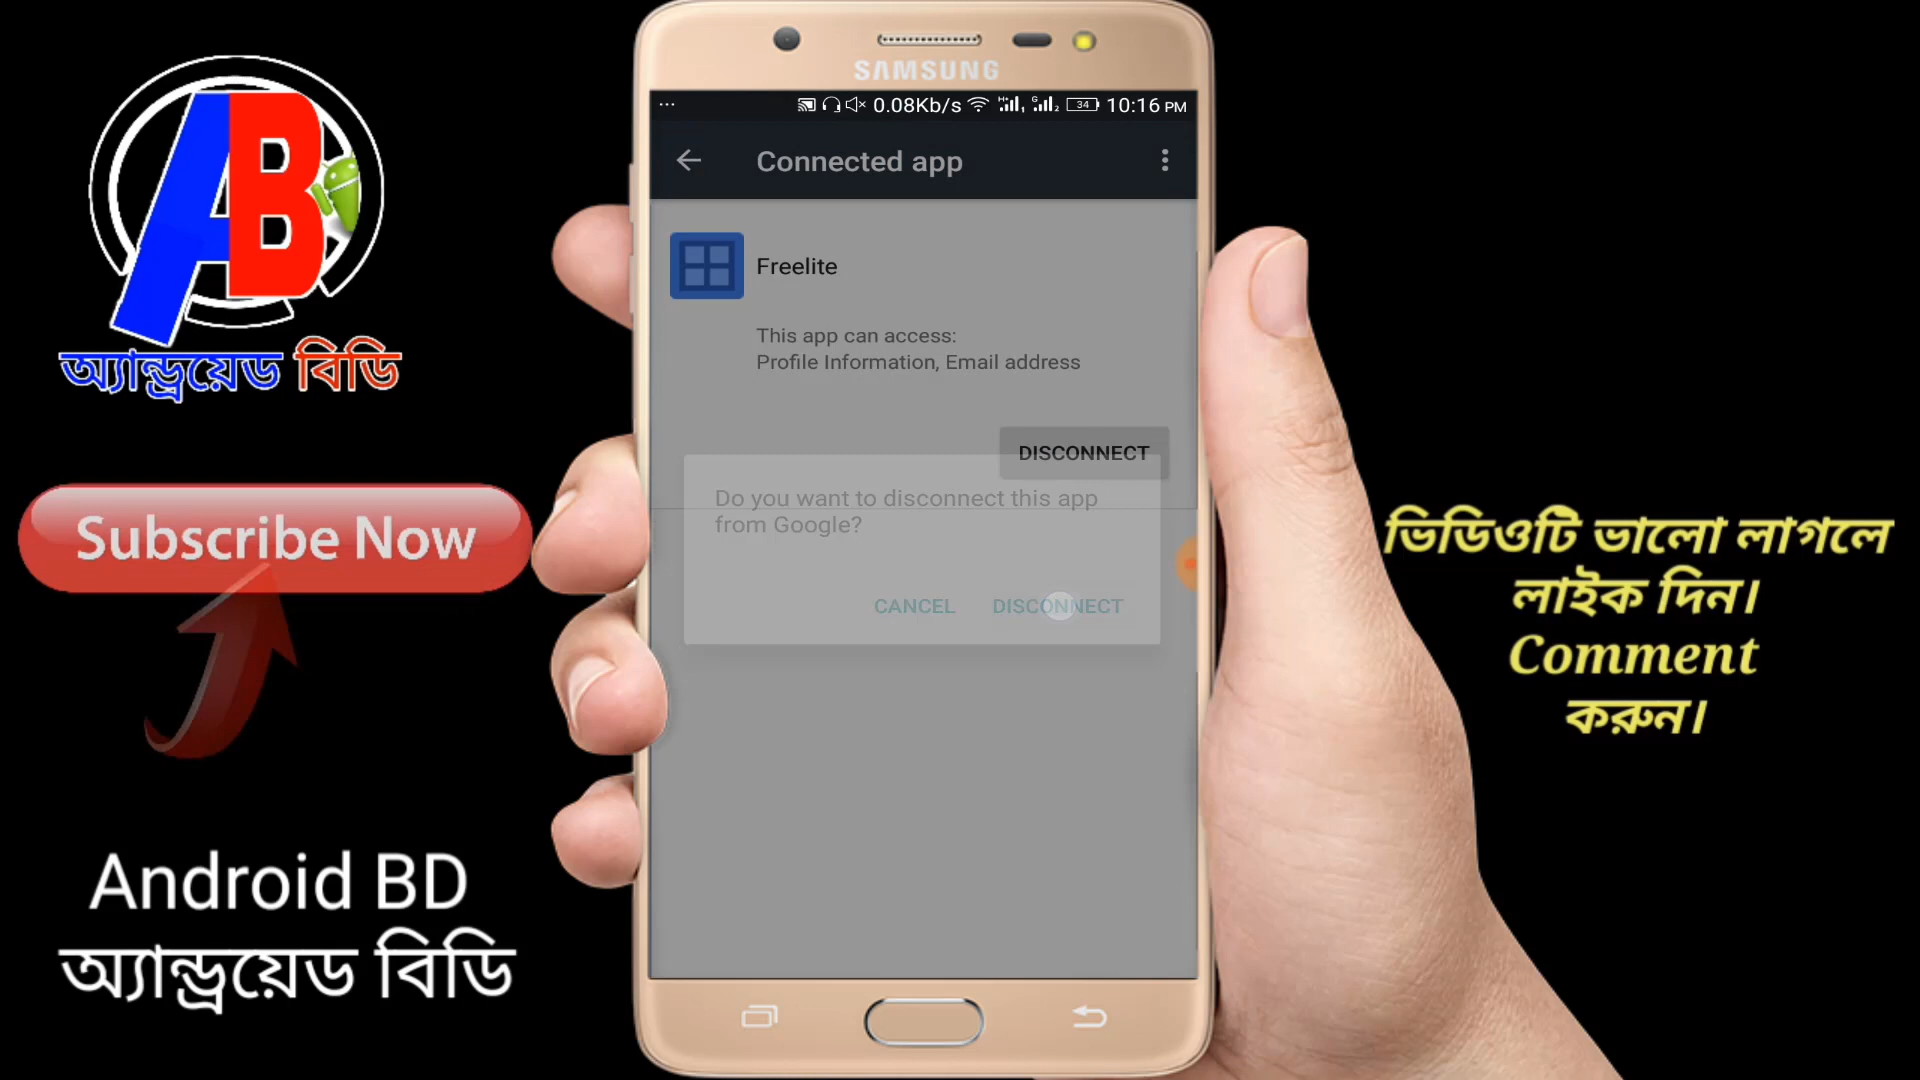 AB
অ্যান্ড্রয়েড বিডি
Subscribe Now
Android BD
অ্যান্ড্রয়েড বিডি
SAMSUNG
0.08Kb/s 34 10:16 PM
Connected app
Freelite
This app can access:
Profile Information, Email address
DISCONNECT
Do you want to disconnect this app
from Google?
CANCEL DISCONNECT
ভিডিওটি ভালো লাগলে
লাইক দিন।
Comment
করুন।